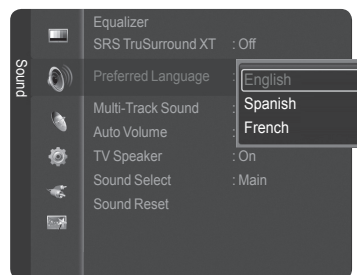 Sound
Equalizer
SRS TruSurround XT : Off
Preferred Language :
English
Spanish
French
Multi-Track Sound :
Auto Volume :
TV Speaker : On
Sound Select : Main
Sound Reset